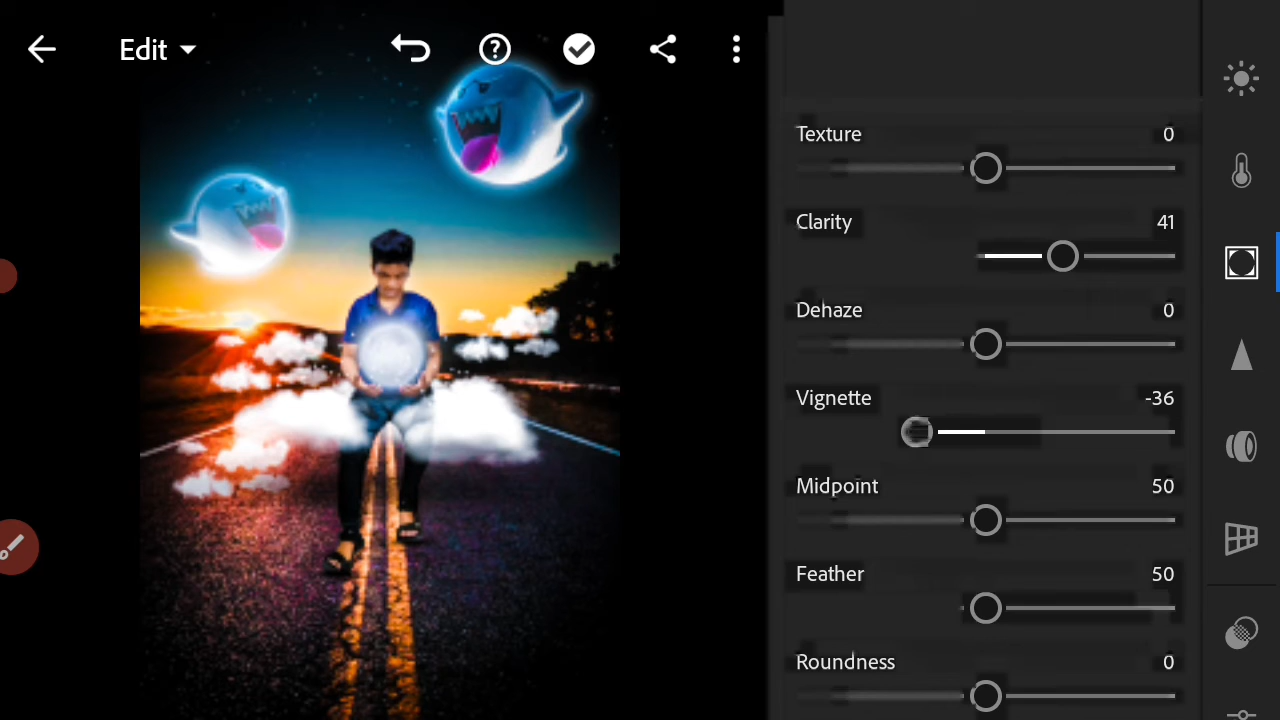 Edit
Texture 0
Clarity 41
Dehaze 0
Vignette -36
Midpoint 50
Feather 50
Roundness 0